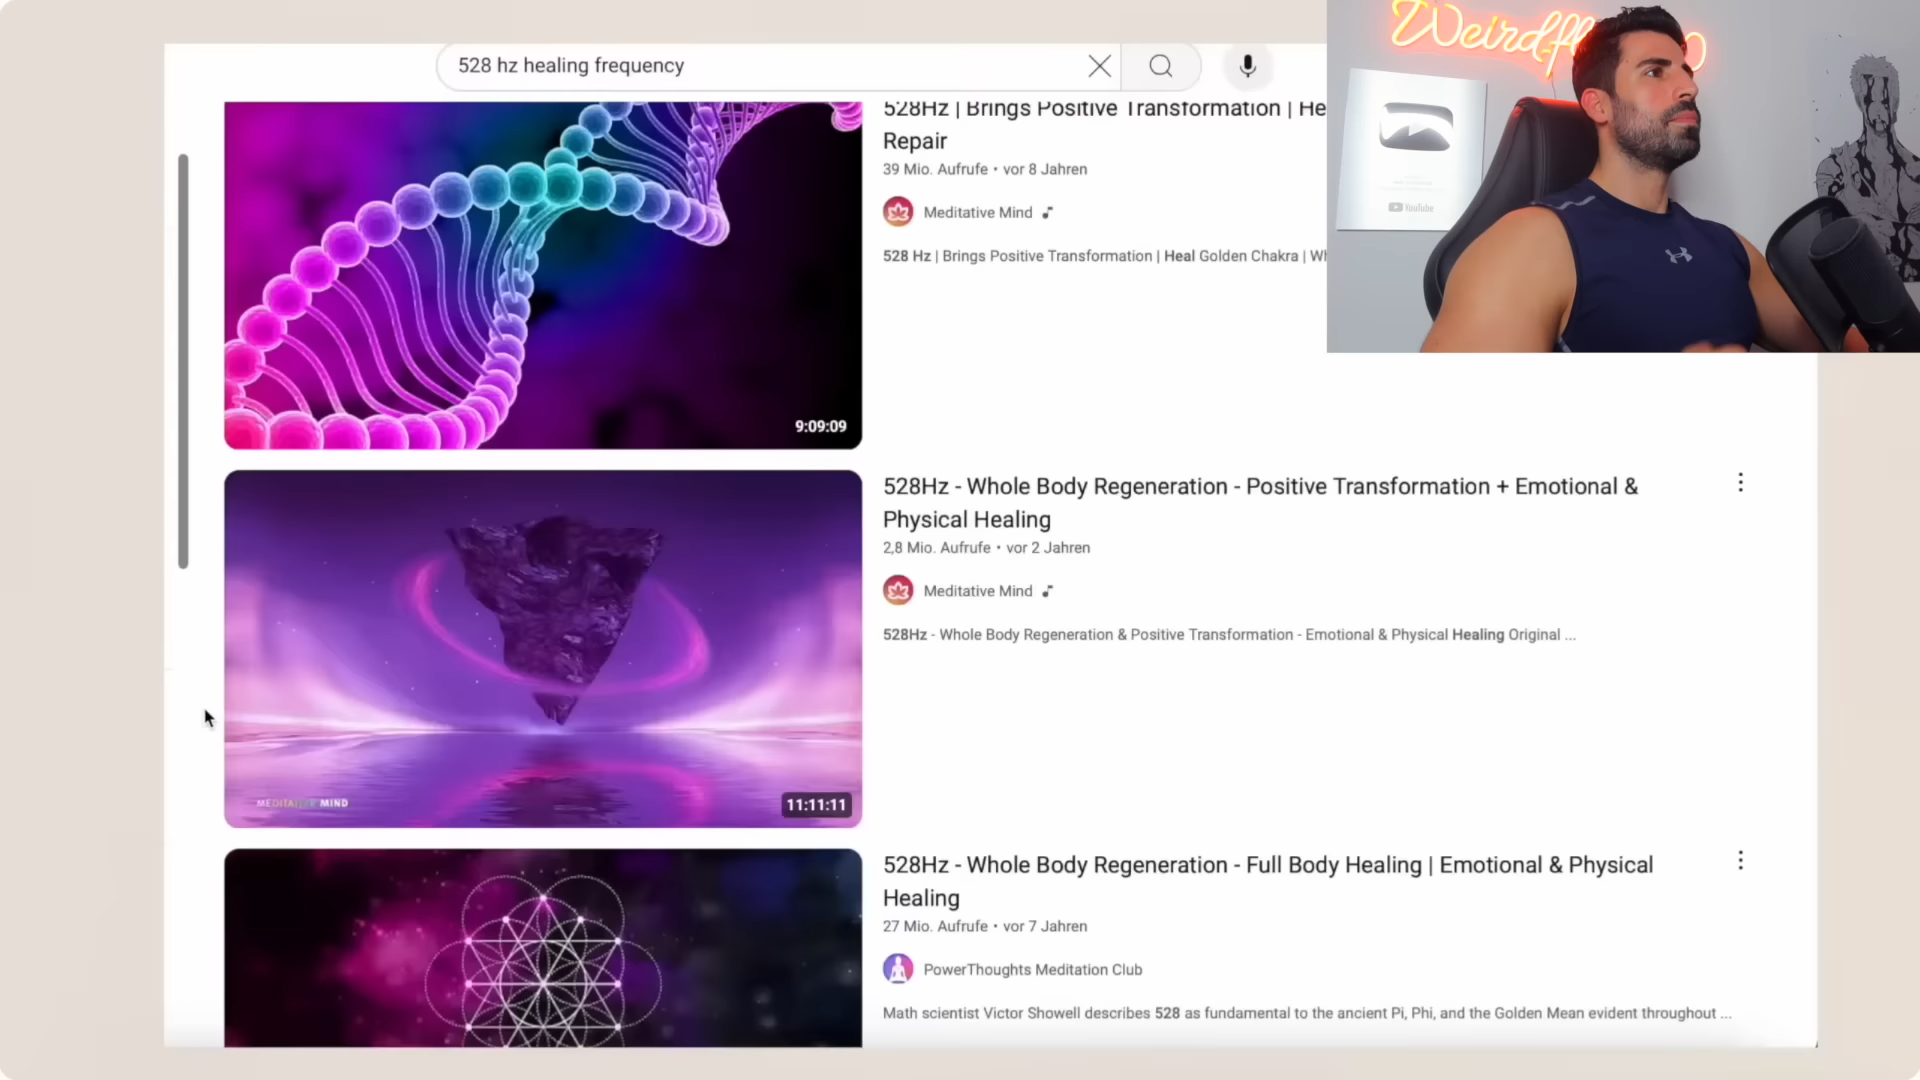 528 hz healing frequency
528Hz | Brings Positive Transformation | He
Repair
39 Mio. Aufrufe • vor 8 Jahren
Meditative Mind
528 Hz | Brings Positive Transformation | Heal Golden Chakra | Wh
9:09:09
528Hz - Whole Body Regeneration - Positive Transformation + Emotional &
Physical Healing
2,8 Mio. Aufrufe • vor 2 Jahren
Meditative Mind
528Hz - Whole Body Regeneration & Positive Transformation - Emotional & Physical Healing Original ...
MEDITATIVE MIND
11:11:11
528Hz - Whole Body Regeneration - Full Body Healing | Emotional & Physical
Healing
27 Mio. Aufrufe • vor 7 Jahren
PowerThoughts Meditation Club
Math scientist Victor Showell describes 528 as fundamental to the ancient Pi, Phi, and the Golden Mean evident throughout ...
YouTube